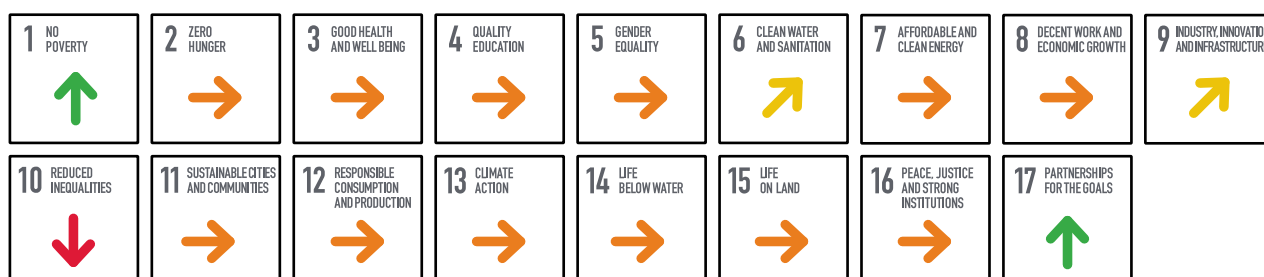 1 NO
POVERTY
2 ZERO
HUNGER
3 GOOD HEALTH
AND WELL BEING
4 QUALITY
EDUCATION
5 GENDER
EQUALITY
6 CLEAN WATER
AND SANITATION
7 AFFORDABLE AND
CLEAN ENERGY
8 DECENT WORK AND
ECONOMIC GROWTH
9 INDUSTRY, INNOVATIO
AND INFRASTRUCTUR
10 REDUCED
INEQUALITIES
11 SUSTAINABLE CITIES
AND COMMUNITIES
12 RESPONSIBLE
CONSUMPTION
AND PRODUCTION
13 CLIMATE
ACTION
14 LIFE
BELOW WATER
15 LIFE
ON LAND
16 PEACE, JUSTICE
AND STRONG
INSTITUTIONS
17 PARTNERSHIPS
FOR THE GOALS